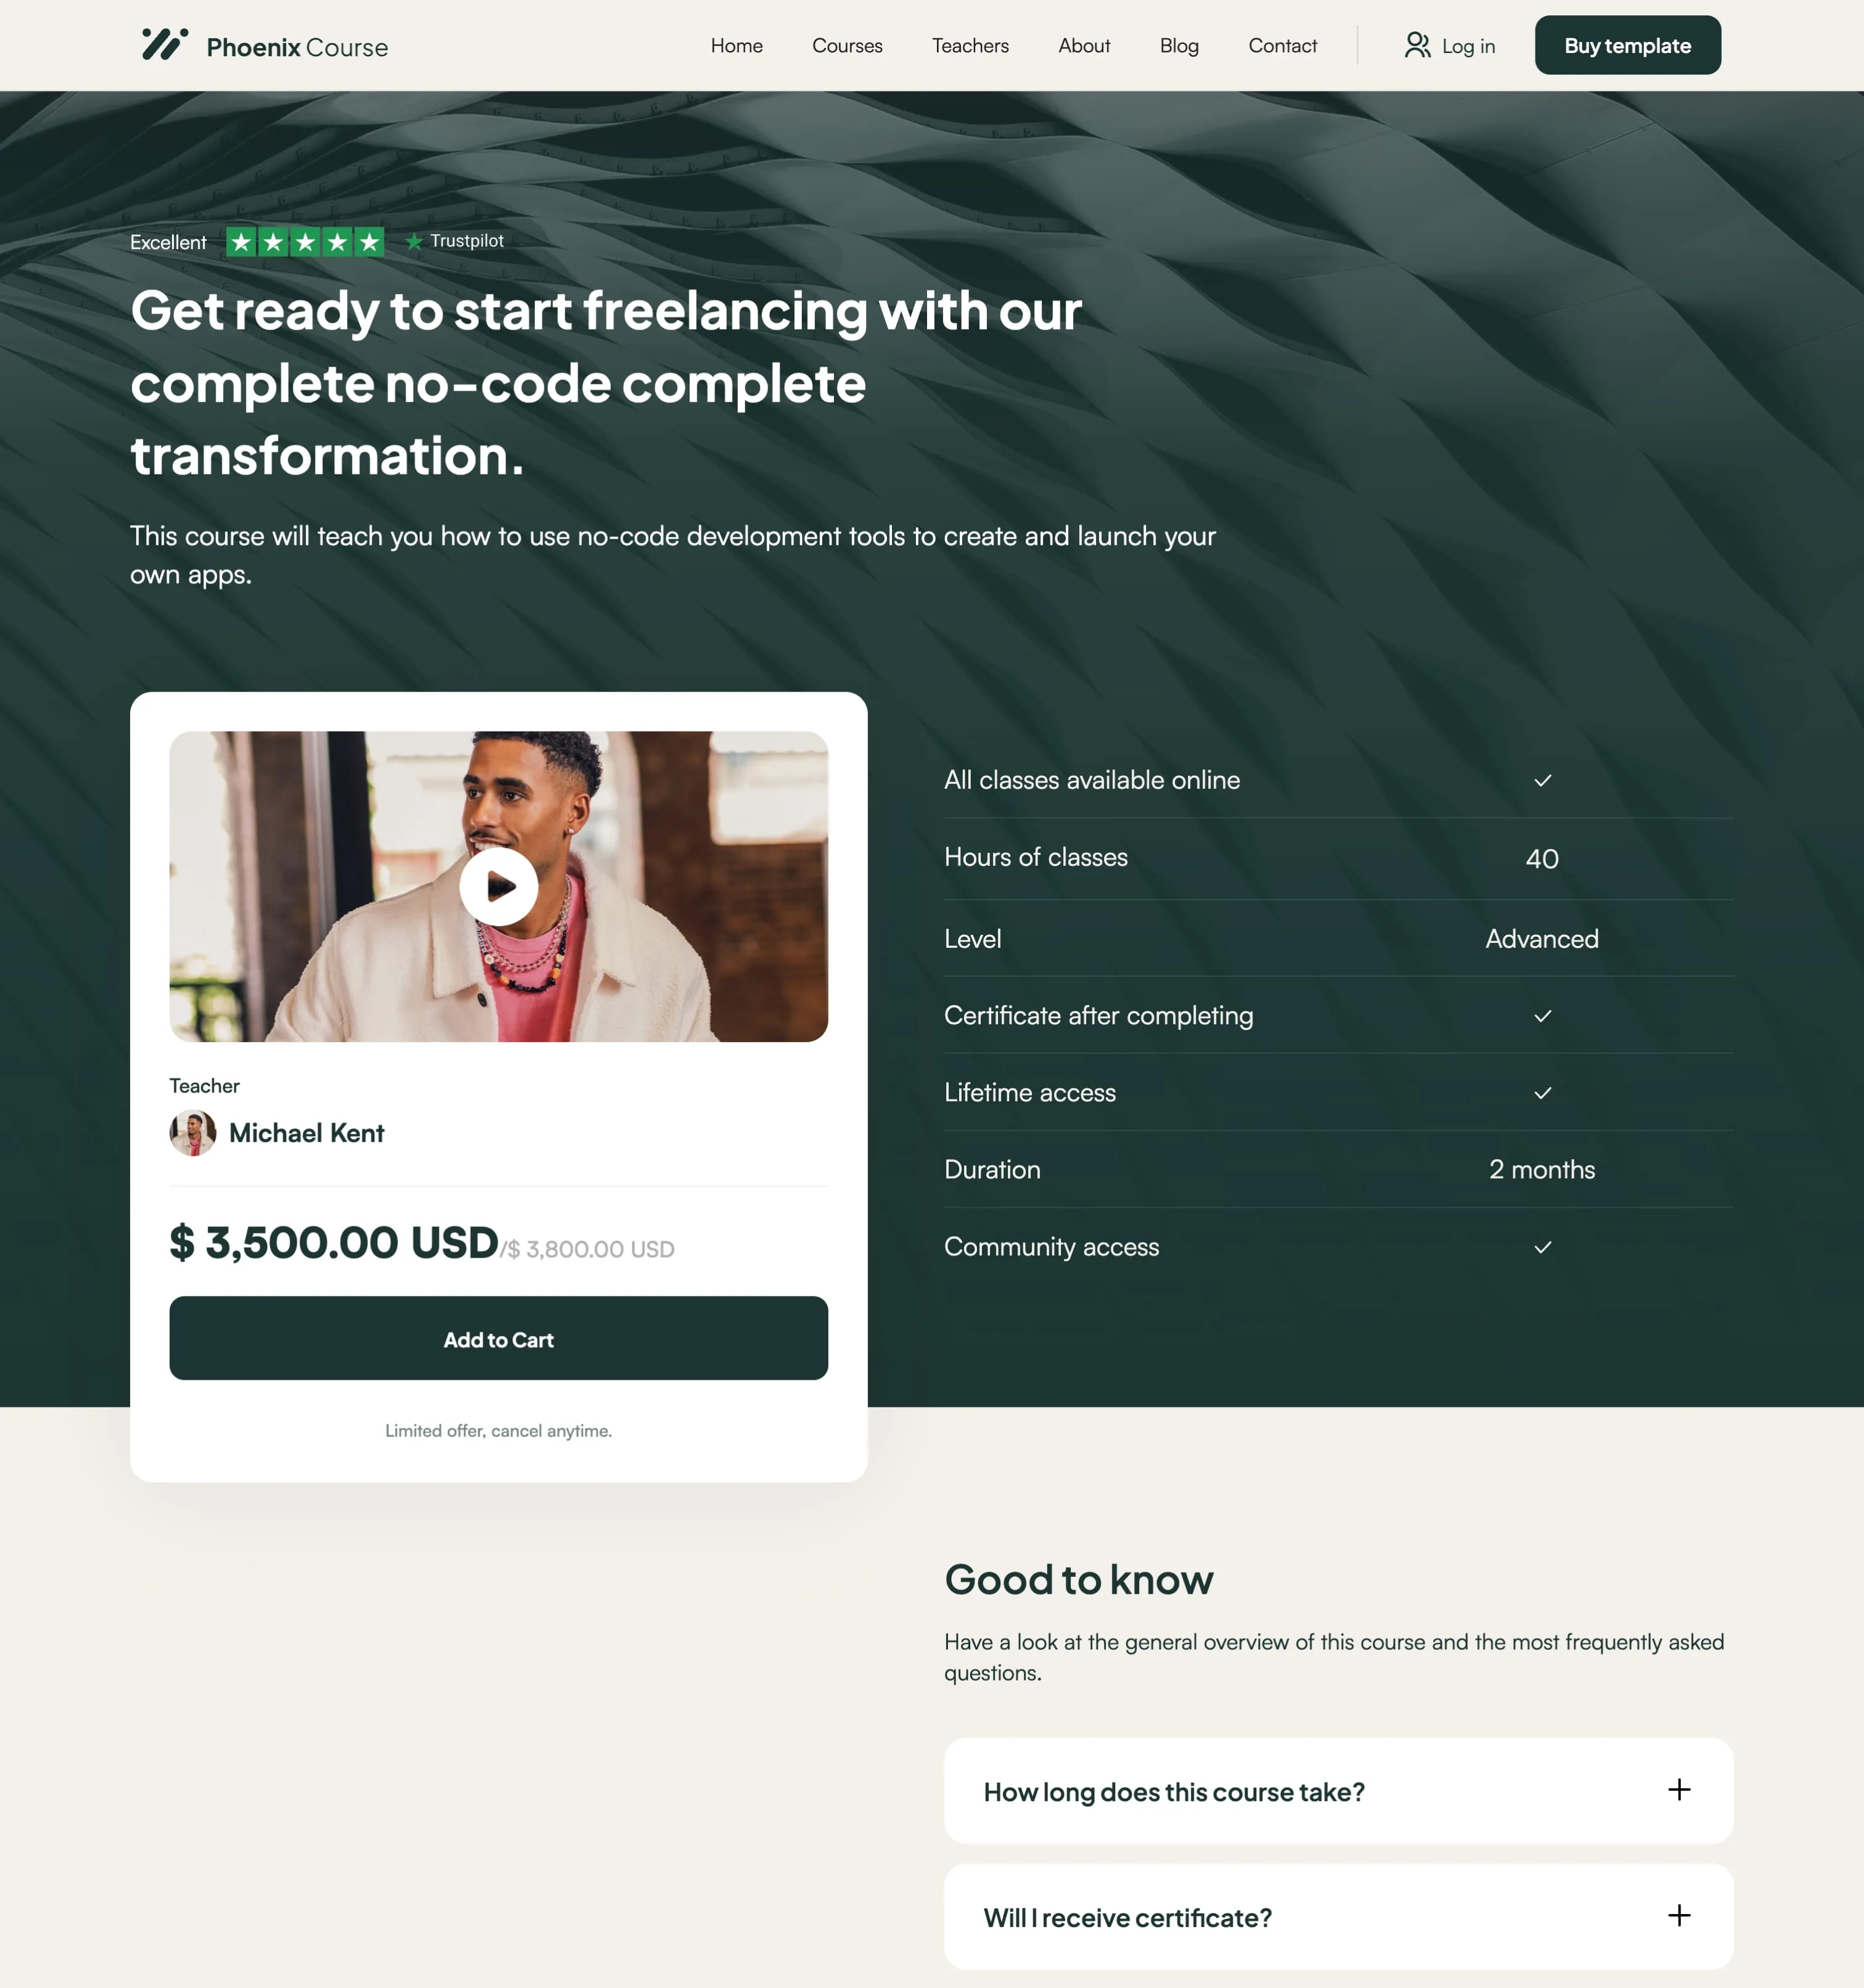 Phoenix Course
Home
Courses
Teachers
About
Blog
Contact
Log in
Buy template
Excellent
Trustpilot
Get ready to start freelancing with our
complete no-code complete
transformation.
This course will teach you how to use no-code development tools to create and launch your
own apps.
Teacher
Michael Kent
$ 3,500.00 USD/$ 3,800.00 USD
Add to Cart
Limited offer, cancel anytime.
All classes available online
Hours of classes 40
Level Advanced
Certificate after completing
Lifetime access
Duration 2 months
Community access
Good to know
Have a look at the general overview of this course and the most frequently asked
questions.
How long does this course take?
Will I receive certificate?